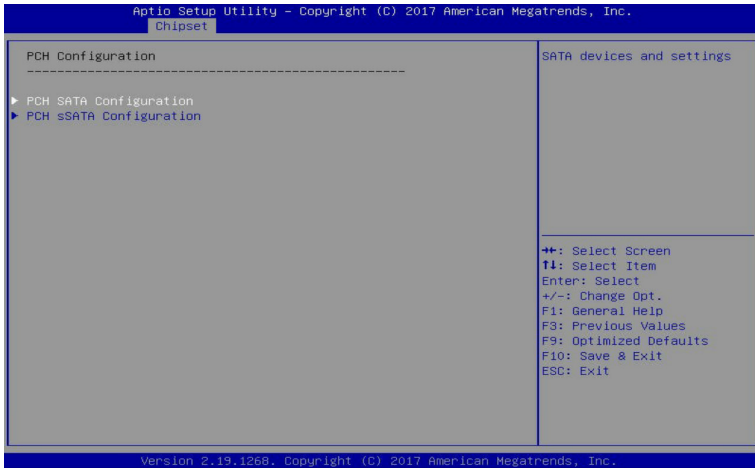 Aptio Setup Utility – Copyright (C) 2017 American Megatrends, Inc.
Chipset
PCH Configuration
--------------------------------------------------
▶ PCH SATA Configuration
▶ PCH sSATA Configuration
SATA devices and settings
→←: Select Screen
↑↓: Select Item
Enter: Select
+/-: Change Opt.
F1: General Help
F3: Previous Values
F9: Optimized Defaults
F10: Save & Exit
ESC: Exit
Version 2.19.1268. Copyright (C) 2017 American Megatrends, Inc.